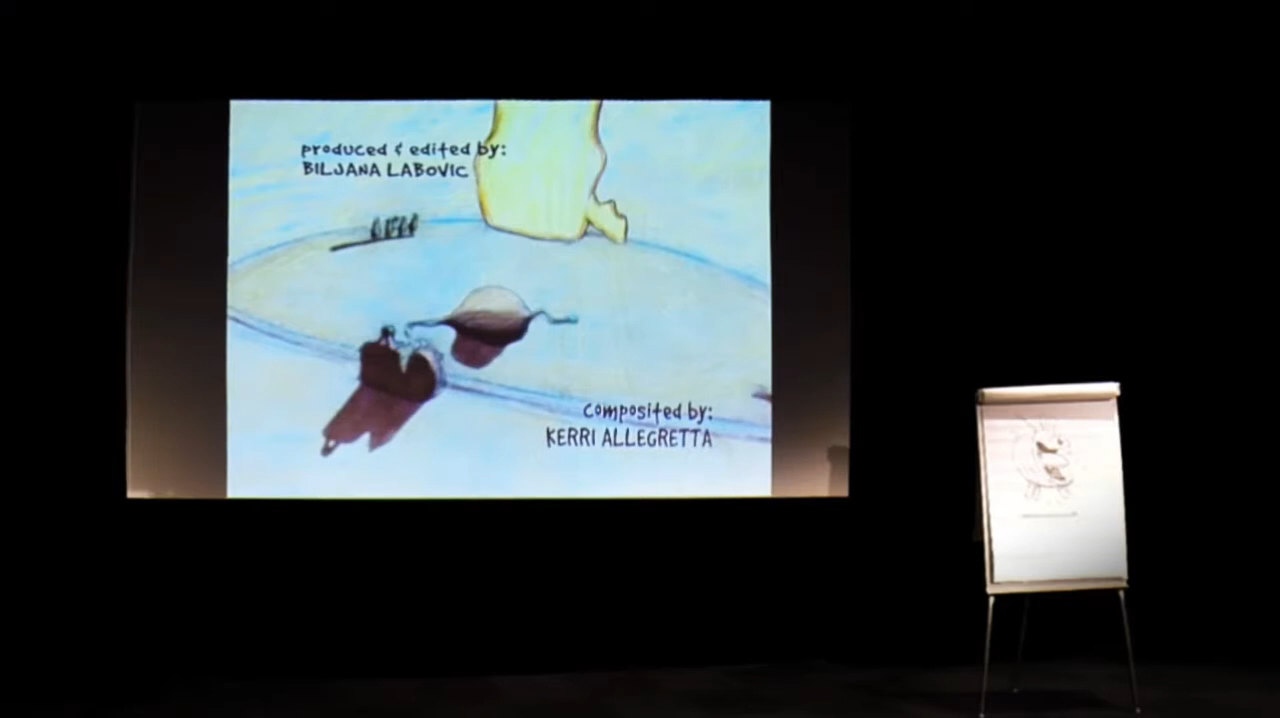 produced & edited by:
BILJANA LABOVIC
composited by:
KERRI ALLEGRETTA